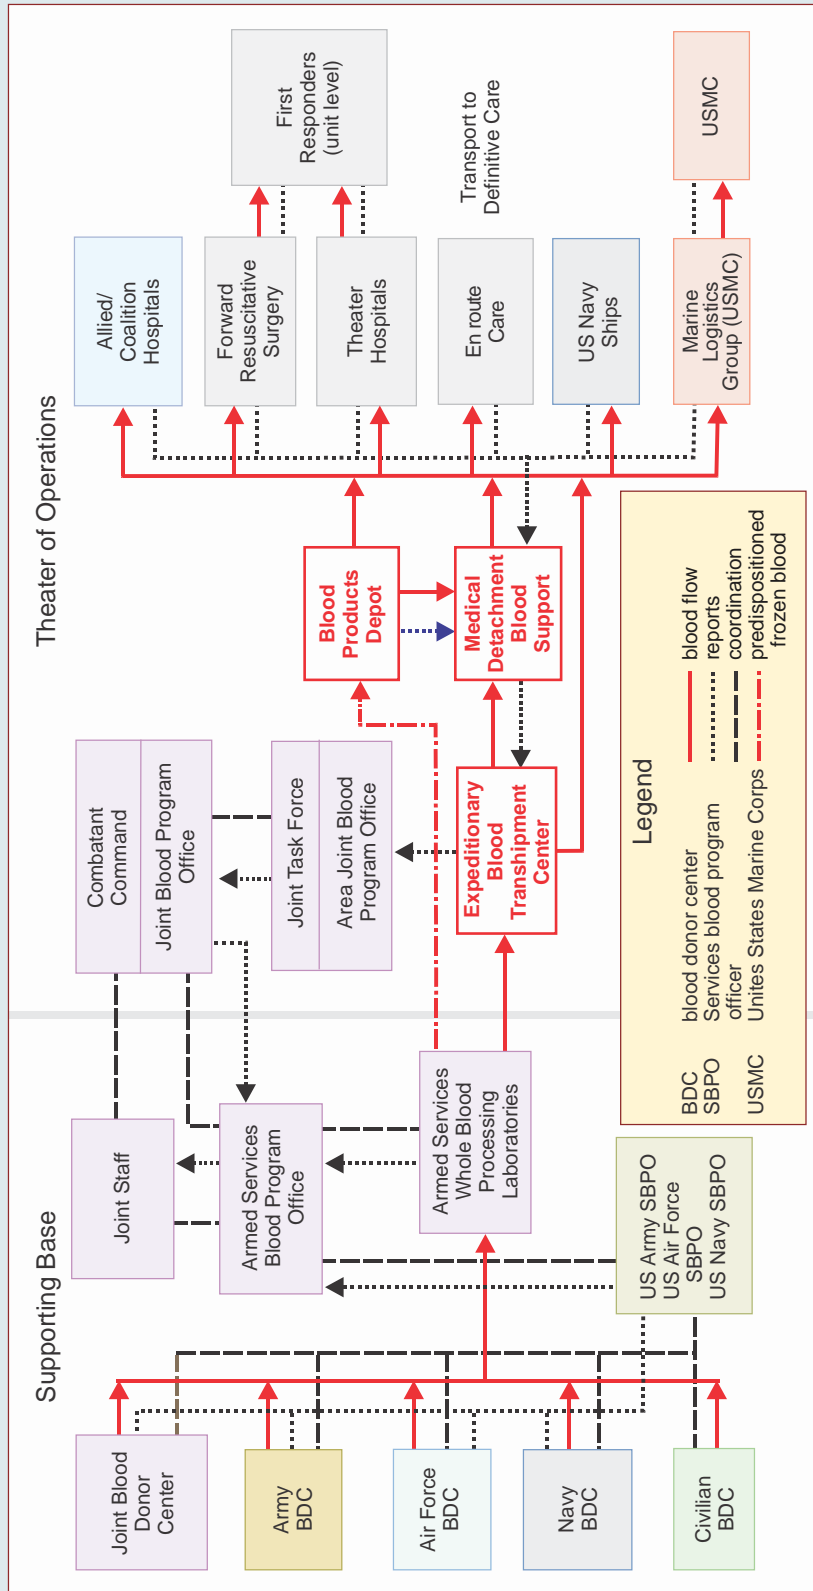 Supporting Base
Theater of Operations
Joint Blood
Donor
Center
Army
BDC
Air Force
BDC
Navy
BDC
Civilian
BDC
Joint Staff
Armed Services
Blood Program
Office
Armed Services
Whole Blood
Processing
Laboratories
US Army SBPO
US Air Force
SBPO
US Navy SBPO
Combatant
Command
Joint Blood Program
Office
Joint Task Force
Area Joint Blood
Program Office
Expeditionary
Blood
Transhipment
Center
Blood
Products
Depot
Medical
Detachment
Blood
Support
Allied/
Coalition
Hospitals
Forward
Resuscitative
Surgery
Theater
Hospitals
En route
Care
US Navy
Ships
Marine
Logistics
Group (USMC)
First
Responders
(unit level)
Transport to
Definitive Care
USMC
Legend
BDC blood donor center
SBPO Services blood program
officer
USMC Unites States Marine Corps
blood flow
reports
coordination
predispositioned
frozen blood